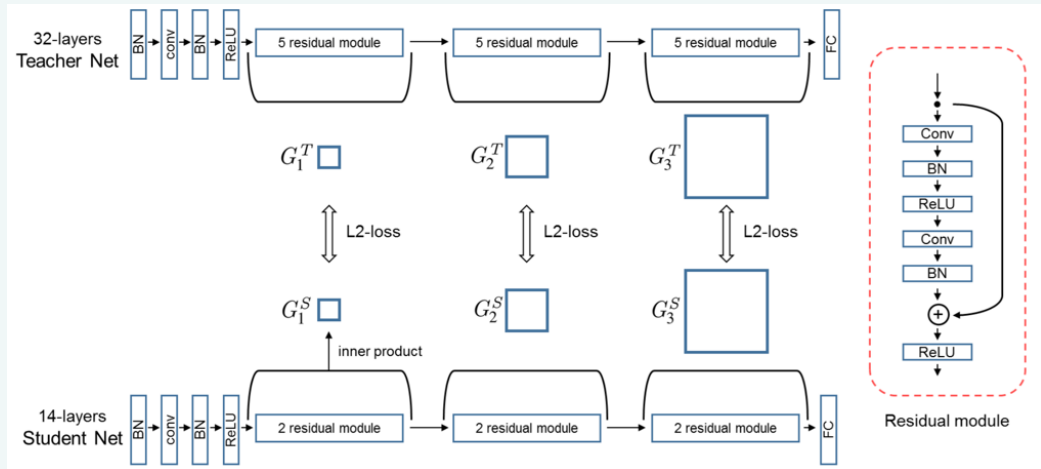 32-layers
Teacher Net
BN
conv
BN
ReLU
5 residual module
5 residual module
5 residual module
FC
G_1^T
G_2^T
G_3^T
L2-loss
L2-loss
L2-loss
G_1^S
G_2^S
G_3^S
inner product
14-layers
Student Net
BN
conv
BN
ReLU
2 residual module
2 residual module
2 residual module
FC
Conv
BN
ReLU
Conv
BN
+
ReLU
Residual module